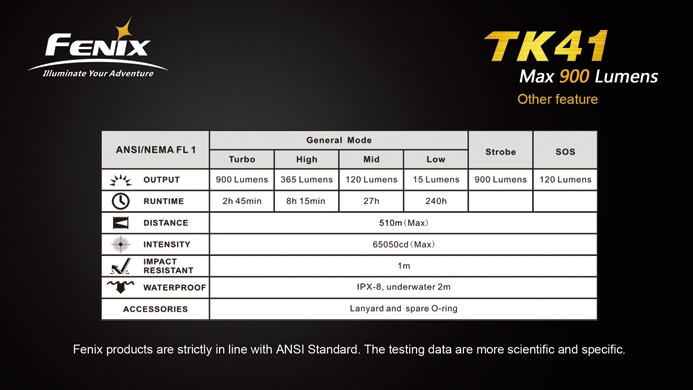 FENIX
Illuminate Your Adventure
TK41
Max 900 Lumens
Other feature
ANSI/NEMA FL 1 General Mode Strobe SOS
Turbo High Mid Low
OUTPUT 900 Lumens 365 Lumens 120 Lumens 15 Lumens 900 Lumens 120 Lumens
RUNTIME 2h 45min 8h 15min 27h 240h
DISTANCE 510m (Max)
INTENSITY 65050cd (Max)
IMPACT RESISTANT 1m
WATERPROOF IPX-8, underwater 2m
ACCESSORIES Lanyard and spare O-ring
Fenix products are strictly in line with ANSI Standard. The testing data are more scientific and specific.